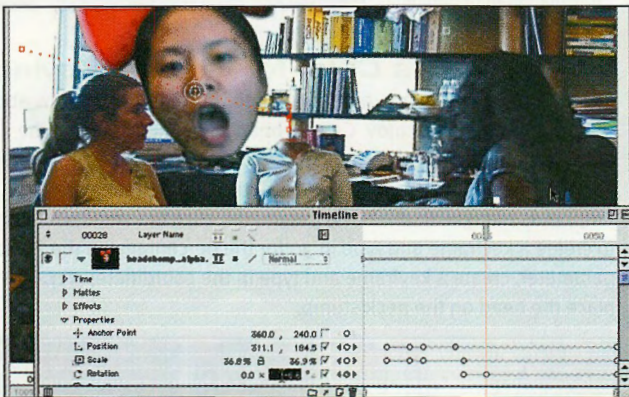 Timeline
00028 Layer Name
headshomp_alpha. Normal
Time
Mattes
Effects
Properties
Anchor Point 360.0 , 240.0
Position 311.1 , 184.5
Scale 36.8% 36.9%
Rotation 0.0 ×